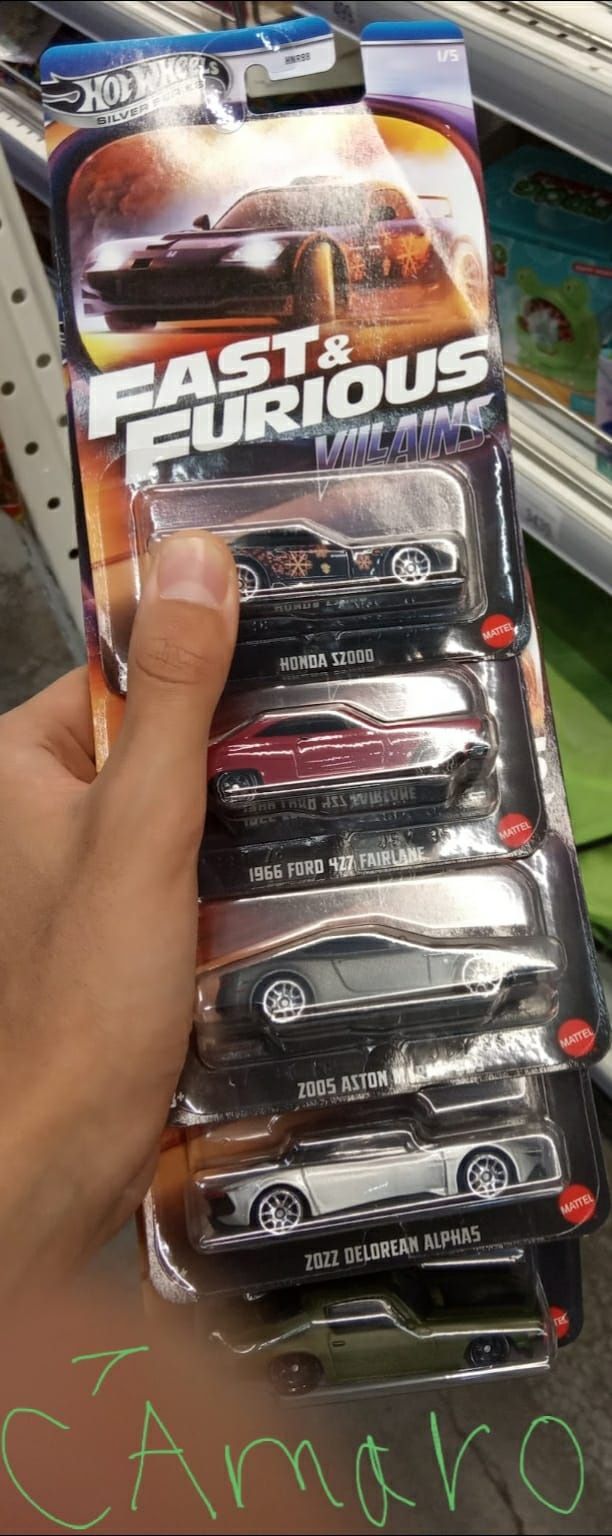 HOT WHEELS
SILVER SERIES
HNR88
1/5
FAST &
FURIOUS
VILLAINS
MATTEL
HONDA S2000
MATTEL
1966 FORD 427 FAIRLANE
MATTEL
2005 ASTON
MATTEL
2022 DELOREAN ALPHA5
CAmaro